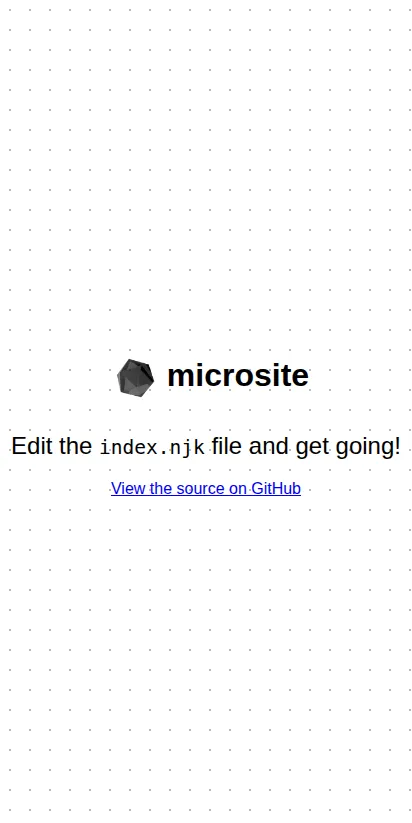 microsite
Edit the index.njk file and get going!
View the source on GitHub